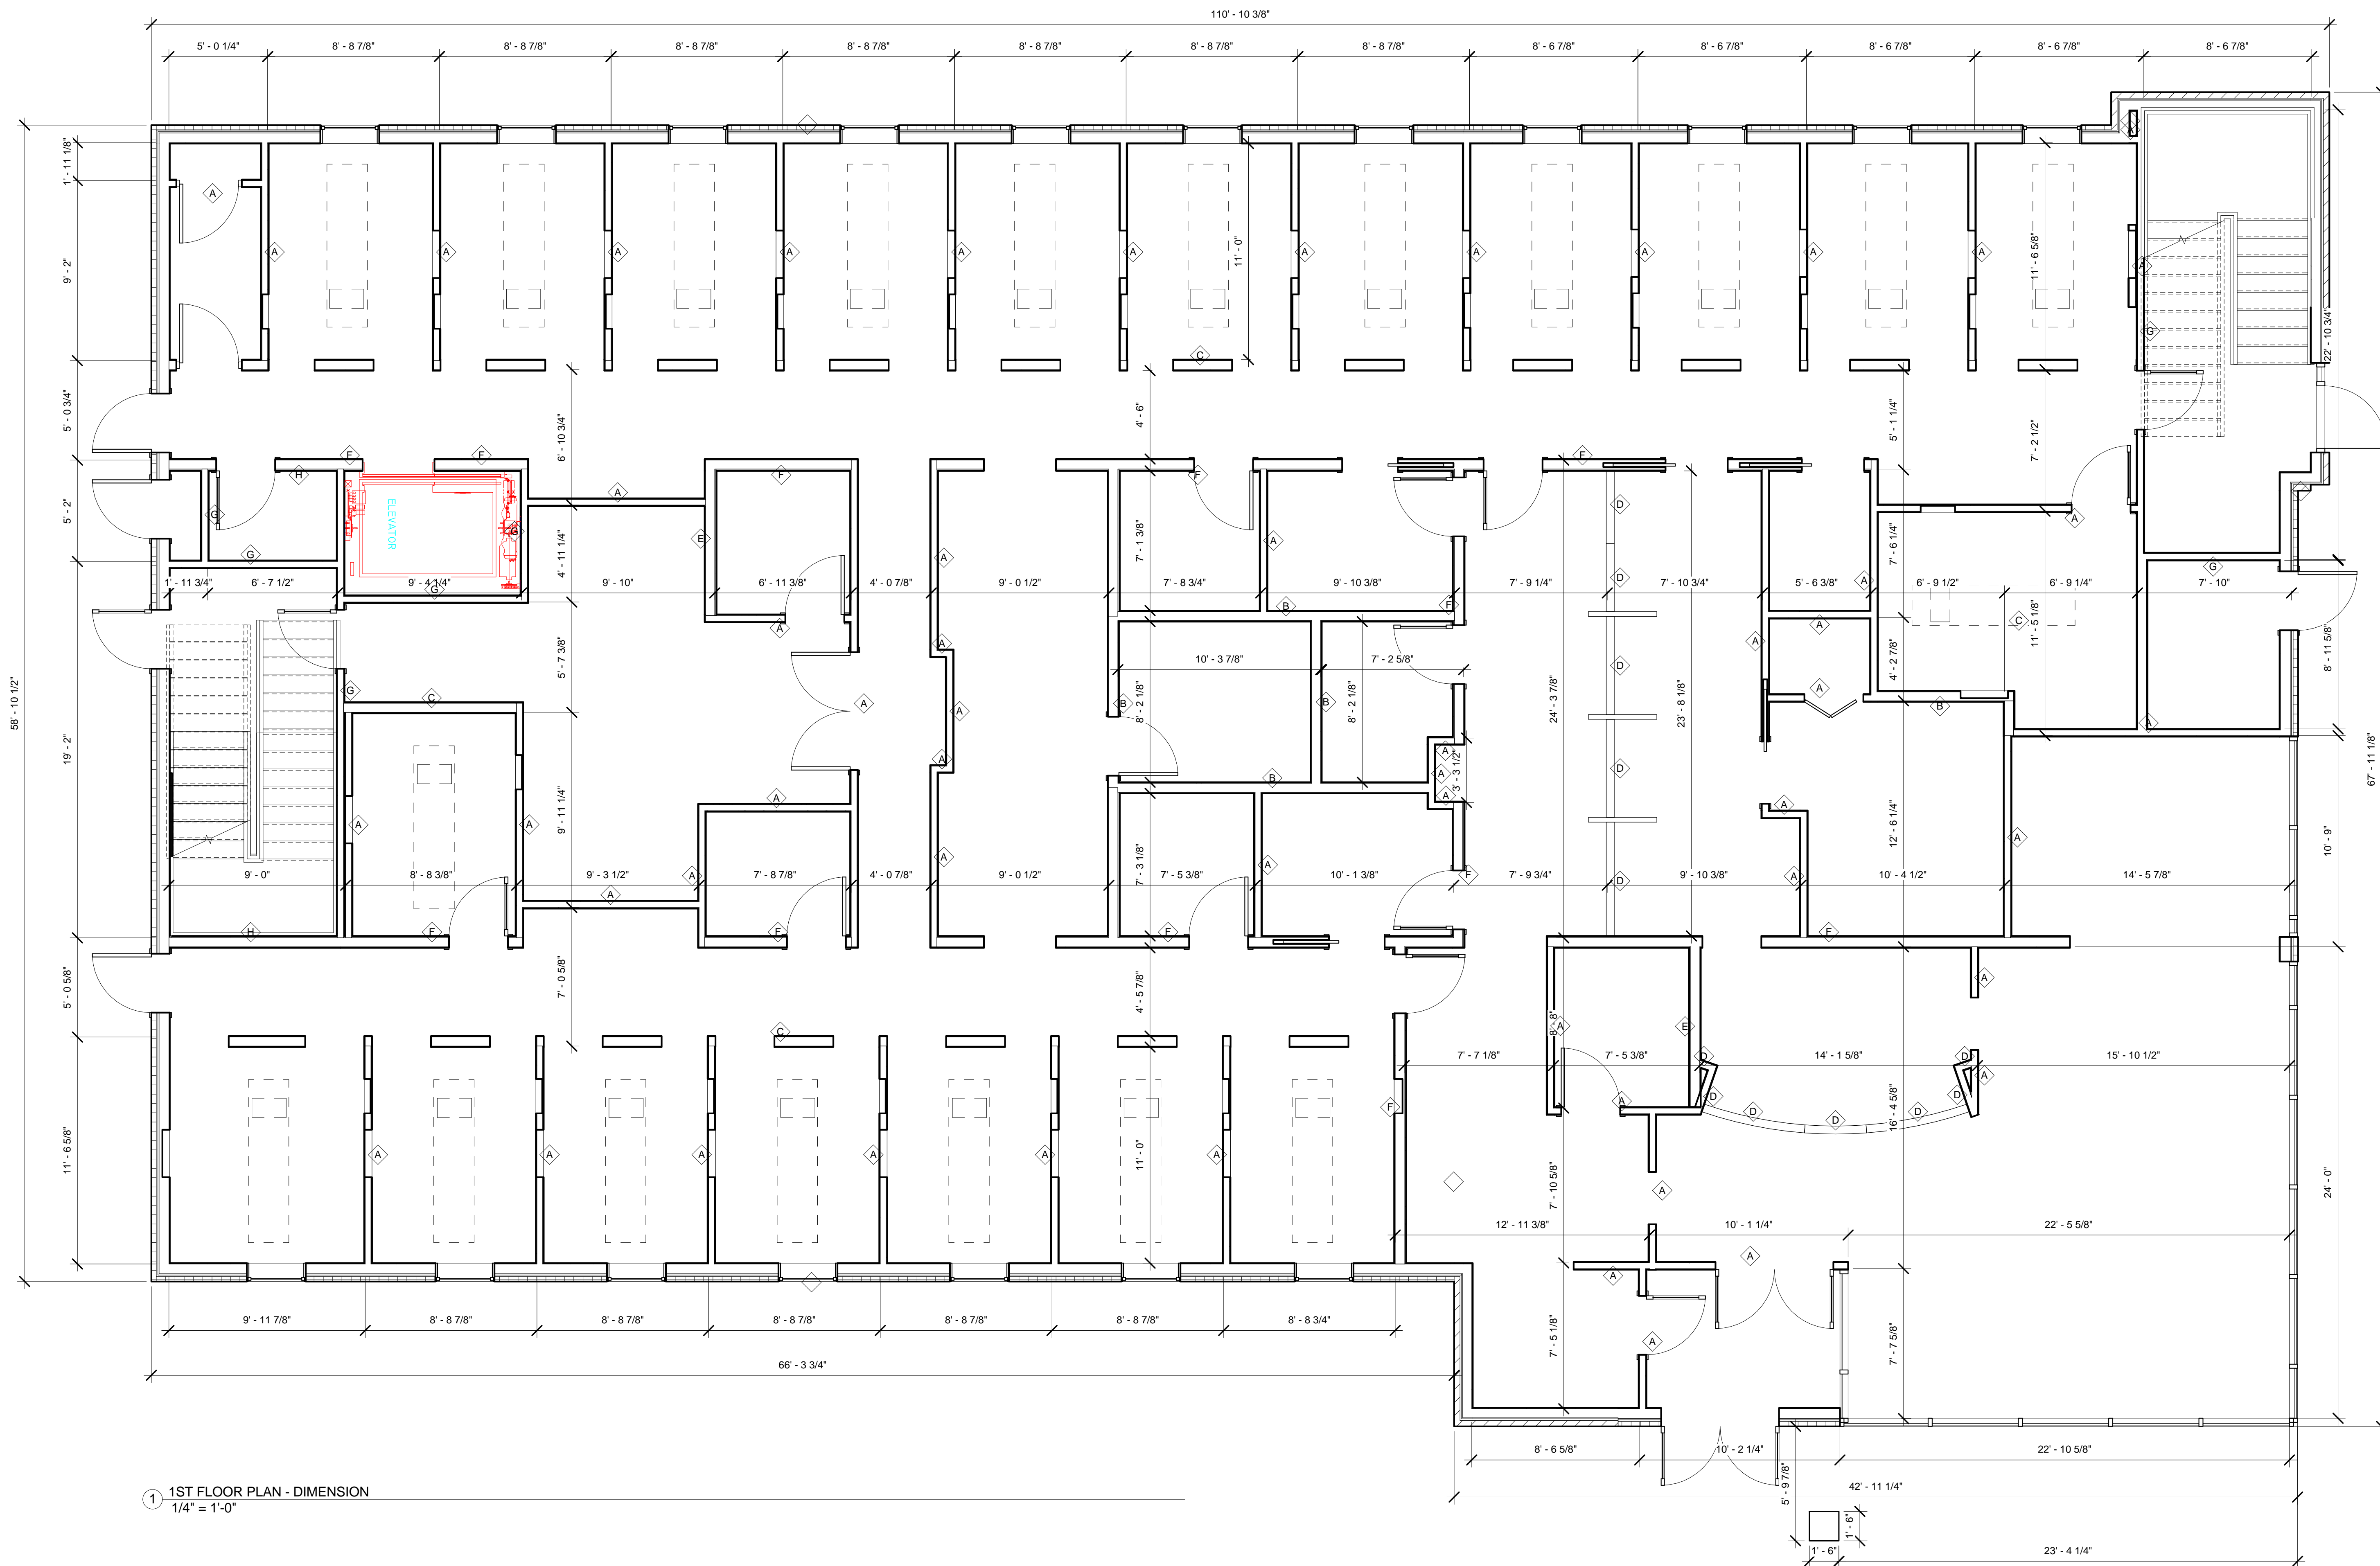 110' - 10 3/8"
5' - 0 1/4" 8' - 8 7/8" 8' - 8 7/8" 8' - 8 7/8" 8' - 8 7/8" 8' - 8 7/8" 8' - 8 7/8" 8' - 8 7/8" 8' - 6 7/8" 8' - 6 7/8" 8' - 6 7/8" 8' - 6 7/8" 8' - 6 7/8"
1' - 11 1/8"
A
A
A A A A A A A A A A A A
9' - 2"
11' - 0"
11' - 6 5/8"
A
G
22' - 10 3/4"
C
5' - 0 3/4"
6' - 10 3/4"
4' - 6"
5' - 1 1/4"
7' - 2 1/2"
F F F F F
H A
5' - 2"
G G G
ELEVATOR
E
A A D A
4' - 11 1/4"
7' - 1 3/8"
7' - 6 1/4"
G
D A
1' - 11 3/4" 6' - 7 1/2" 9' - 4 1/4" 9' - 10" 6' - 11 3/8" 4' - 0 7/8" 9' - 0 1/2" 7' - 8 3/4" 9' - 10 3/8" 7' - 9 1/4" 7' - 10 3/4" 5' - 6 3/8" 6' - 9 1/2" 6' - 9 1/4" 7' - 10"
G B F C
A A A A
11' - 5 1/8"
8' - 11 5/8"
5' - 7 3/8"
10' - 3 7/8" 7' - 2 5/8"
D
4' - 2 7/8"
58' - 10 1/2"
G C A A B B A B A
8' - 2 1/8"
8' - 2 1/8"
24' - 3 7/8"
23' - 8 1/8"
19' - 2"
A B A A A D
3' - 3 1/2"
67' - 11 1/8"
9' - 11 1/4"
A A A
12' - 6 1/4"
10' - 9"
A A A A A
7' - 3 1/8"
9' - 0" 8' - 8 3/8" 9' - 3 1/2" 7' - 8 7/8" 4' - 0 7/8" 9' - 0 1/2" 7' - 5 3/8" 10' - 1 3/8" 7' - 9 3/4" 9' - 10 3/8" 10' - 4 1/2" 14' - 5 7/8"
A A F D A
H F F F F
5' - 0 5/8"
7' - 0 5/8"
4' - 5 7/8"
A
C A E
7' - 7 1/8" 7' - 5 3/8" 14' - 1 5/8" 15' - 10 1/2"
D D A
D D
F A D D D
11' - 6 5/8"
11' - 0"
16' - 4 5/8"
A A A A A A
7' - 10 5/8"
A
24' - 0"
12' - 11 3/8" 10' - 1 1/4" 22' - 5 5/8"
A
A
9' - 11 7/8" 8' - 8 7/8" 8' - 8 7/8" 8' - 8 7/8" 8' - 8 7/8" 8' - 8 7/8" 8' - 8 3/4"
7' - 5 1/8"
A
7' - 7 5/8"
66' - 3 3/4"
8' - 6 5/8" 10' - 2 1/4" 22' - 10 5/8"
5' - 9 7/8"
42' - 11 1/4"
1 1ST FLOOR PLAN - DIMENSION
1/4" = 1'-0"
1' - 6"
1' - 6" 23' - 4 1/4"